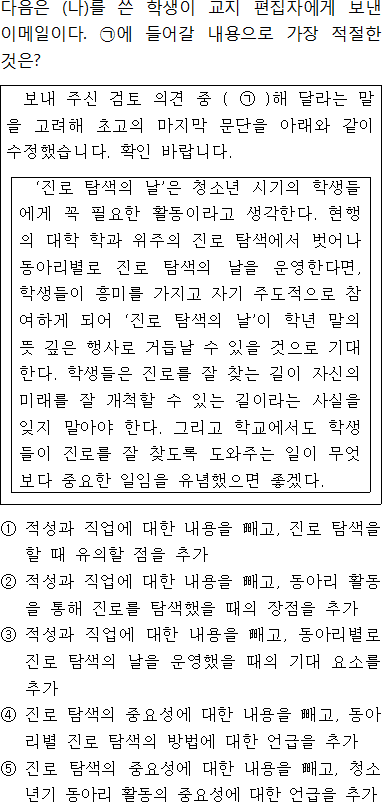 다음은 (나)를 쓴 학생이 교지 편집자에게 보낸
이메일이다. ㉠에 들어갈 내용으로 가장 적절한
것은?
보내 주신 검토 의견 중 ( ㉠ )해 달라는 말
을 고려해 초고의 마지막 문단을 아래와 같이
수정했습니다. 확인 바랍니다.
‘진로 탐색의 날’은 청소년 시기의 학생들
에게 꼭 필요한 활동이라고 생각한다. 현행
의 대학 학과 위주의 진로 탐색에서 벗어나
동아리별로 진로 탐색의 날을 운영한다면,
학생들이 흥미를 가지고 자기 주도적으로 참
여하게 되어 ‘진로 탐색의 날’이 학년 말의
뜻 깊은 행사로 거듭날 수 있을 것으로 기대
한다. 학생들은 진로를 잘 찾는 길이 자신의
미래를 잘 개척할 수 있는 길이라는 사실을
잊지 말아야 한다. 그리고 학교에서도 학생
들이 진로를 잘 찾도록 도와주는 일이 무엇
보다 중요한 일임을 유념했으면 좋겠다.
① 적성과 직업에 대한 내용을 빼고, 진로 탐색을
할 때 유의할 점을 추가
② 적성과 직업에 대한 내용을 빼고, 동아리 활동
을 통해 진로를 탐색했을 때의 장점을 추가
③ 적성과 직업에 대한 내용을 빼고, 동아리별로
진로 탐색의 날을 운영했을 때의 기대 요소를
추가
④ 진로 탐색의 중요성에 대한 내용을 빼고, 동아
리별 진로 탐색의 방법에 대한 언급을 추가
⑤ 진로 탐색의 중요성에 대한 내용을 빼고, 청소
년기 동아리 활동의 중요성에 대한 언급을 추가